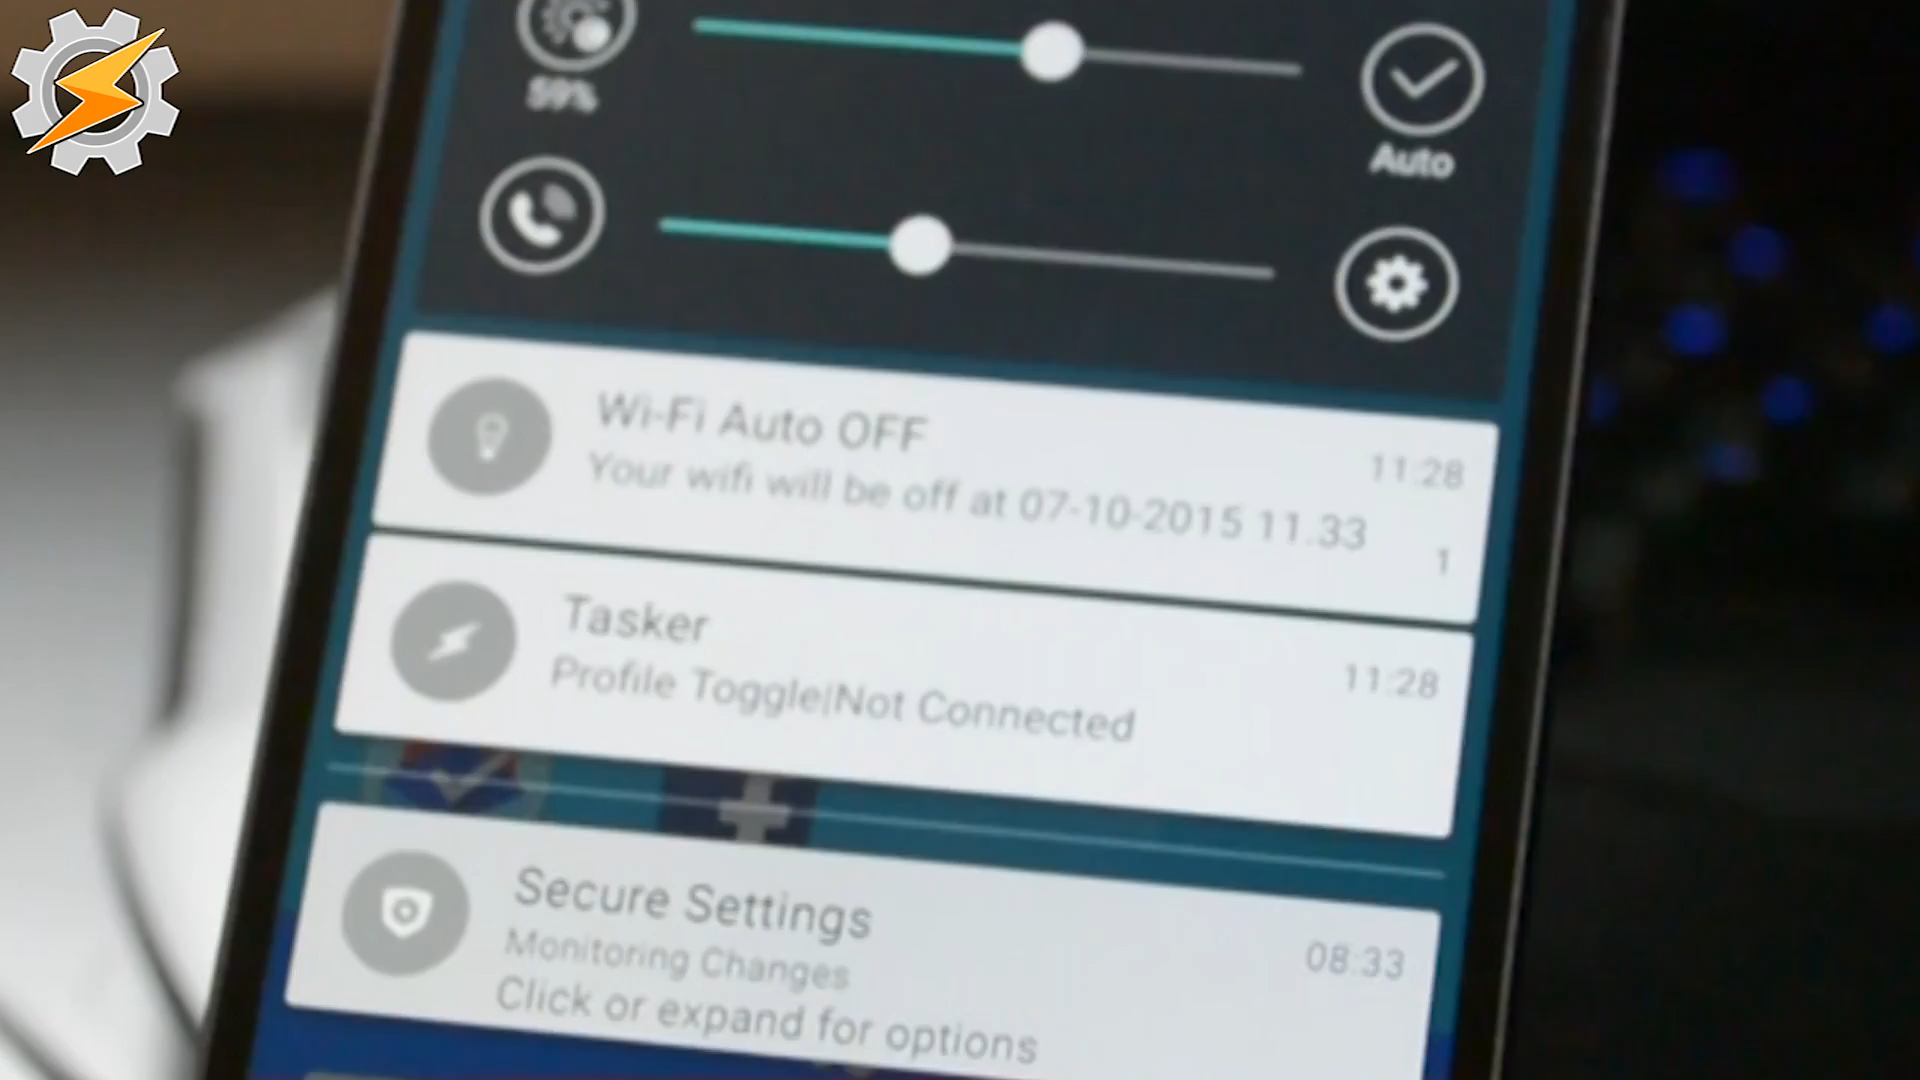 59%
Auto
Wi-Fi Auto OFF
11:28
Your wifi will be off at 07-10-2015 11.33
1
Tasker
11:28
Profile Toggle|Not Connected
Secure Settings
08:33
Monitoring Changes
Click or expand for options